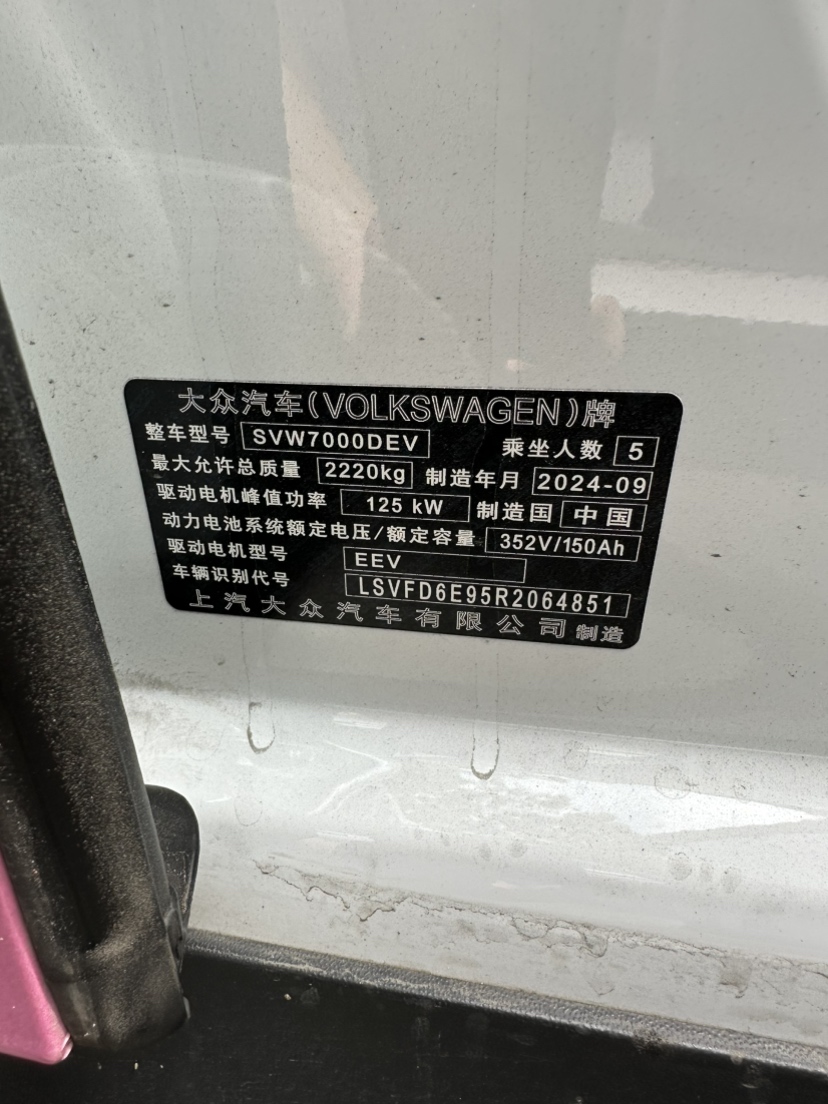 大众汽车(VOLKSWAGEN)牌
整车型号 SVW7000DEV 乘坐人数 5
最大允许总质量 2220kg 制造年月 2024-09
驱动电机峰值功率 125 kW 制造国 中国
动力电池系统额定电压/额定容量 352V/150Ah
驱动电机型号 EEV
车辆识别代号 LSVFD6E95R2064851
上汽大众汽车有限公司 制造